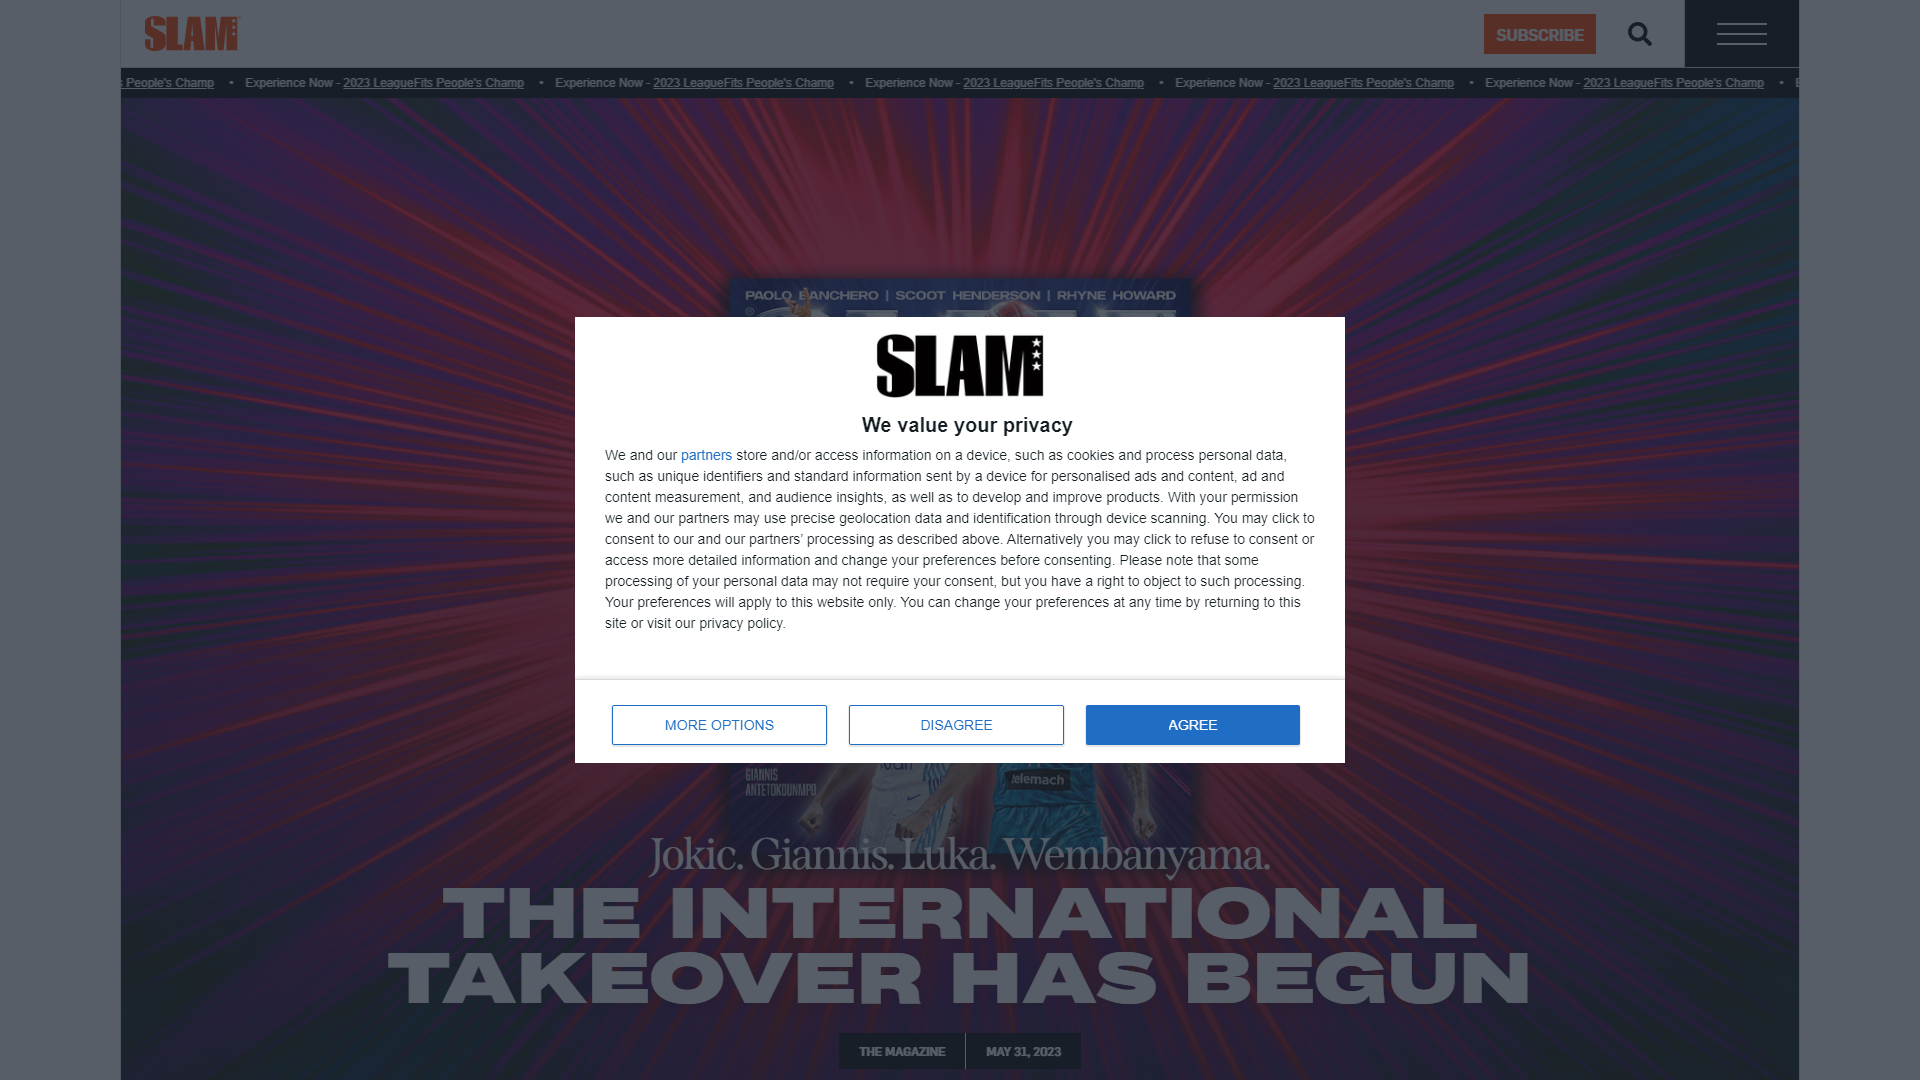 SLAM
SUBSCRIBE
People's Champ • Experience Now - 2023 LeagueFits People's Champ • Experience Now - 2023 LeagueFits People's Champ • Experience Now - 2023 LeagueFits People's Champ • Experience Now - 2023 LeagueFits People's Champ • Experience Now - 2023 LeagueFits People's Champ •
PAOLO BANCHERO | SCOOT HENDERSON | RHYNE HOWARD
SLAM
We value your privacy
We and our partners store and/or access information on a device, such as cookies and process personal data,
such as unique identifiers and standard information sent by a device for personalised ads and content, ad and
content measurement, and audience insights, as well as to develop and improve products. With your permission
we and our partners may use precise geolocation data and identification through device scanning. You may click to
consent to our and our partners’ processing as described above. Alternatively you may click to refuse to consent or
access more detailed information and change your preferences before consenting. Please note that some
processing of your personal data may not require your consent, but you have a right to object to such processing.
Your preferences will apply to this website only. You can change your preferences at any time by returning to this
site or visit our privacy policy.
MORE OPTIONS
DISAGREE
AGREE
GIANNIS
ANTETOKOUNMPO
telemach
Jokic. Giannis. Luka. Wembanyama.
THE INTERNATIONAL
TAKEOVER HAS BEGUN
THE MAGAZINE
MAY 31, 2023